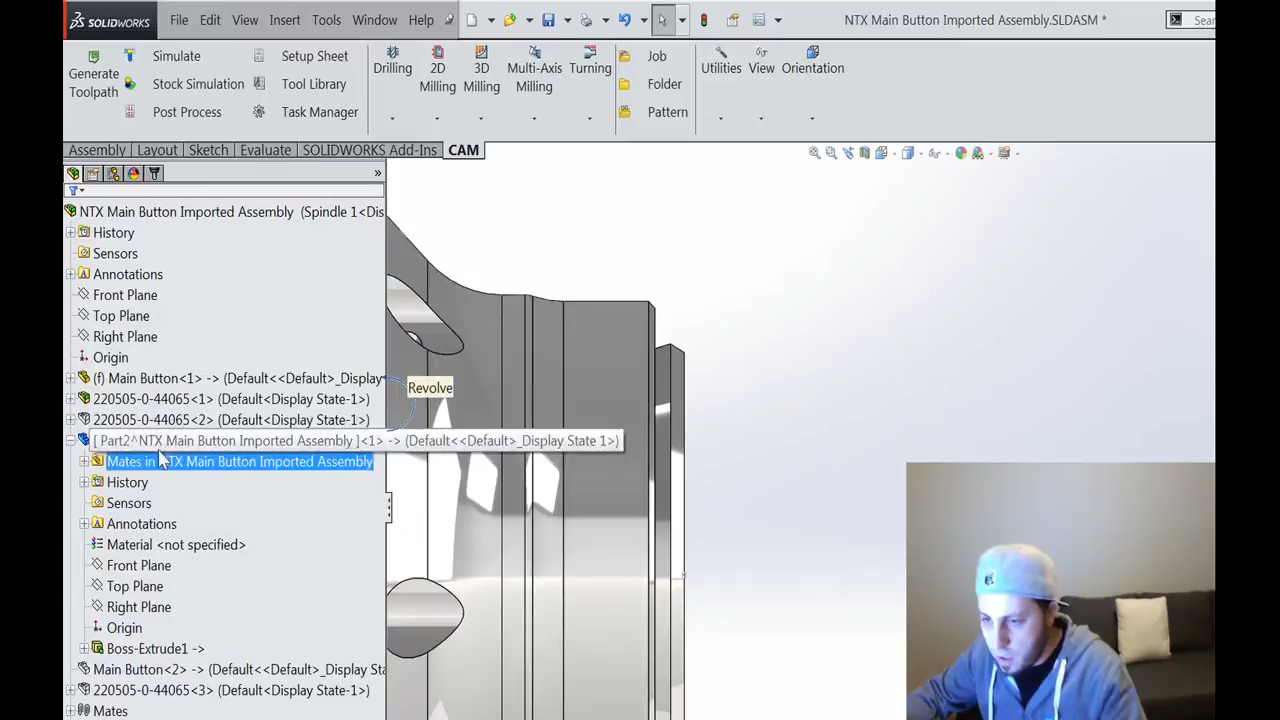 SOLIDWORKS File Edit View Insert Tools Window Help NTX Main Button Imported Assembly.SLDASM * Sear
Generate Toolpath
Simulate Setup Sheet
Stock Simulation Tool Library
Post Process Task Manager
Drilling
2D Milling
3D Milling
Multi-Axis Milling
Turning
Job
Folder
Pattern
Utilities
View
Orientation
Assembly Layout Sketch Evaluate SOLIDWORKS Add-Ins CAM
NTX Main Button Imported Assembly (Spindle 1<Dis
History
Sensors
Annotations
Front Plane
Top Plane
Right Plane
Origin
(f) Main Button<1> -> (Default<<Default>_Display
Revolve
220505-0-44065<1> (Default<Display State-1>)
220505-0-44065<2> (Default<Display State-1>)
[ Part2^NTX Main Button Imported Assembly ]<1> -> (Default<<Default>_Display State 1>)
Mates in NTX Main Button Imported Assembly
History
Sensors
Annotations
Material <not specified>
Front Plane
Top Plane
Right Plane
Origin
Boss-Extrude1 ->
Main Button<2> -> (Default<<Default>_Display Sta
220505-0-44065<3> (Default<Display State-1>)
Mates